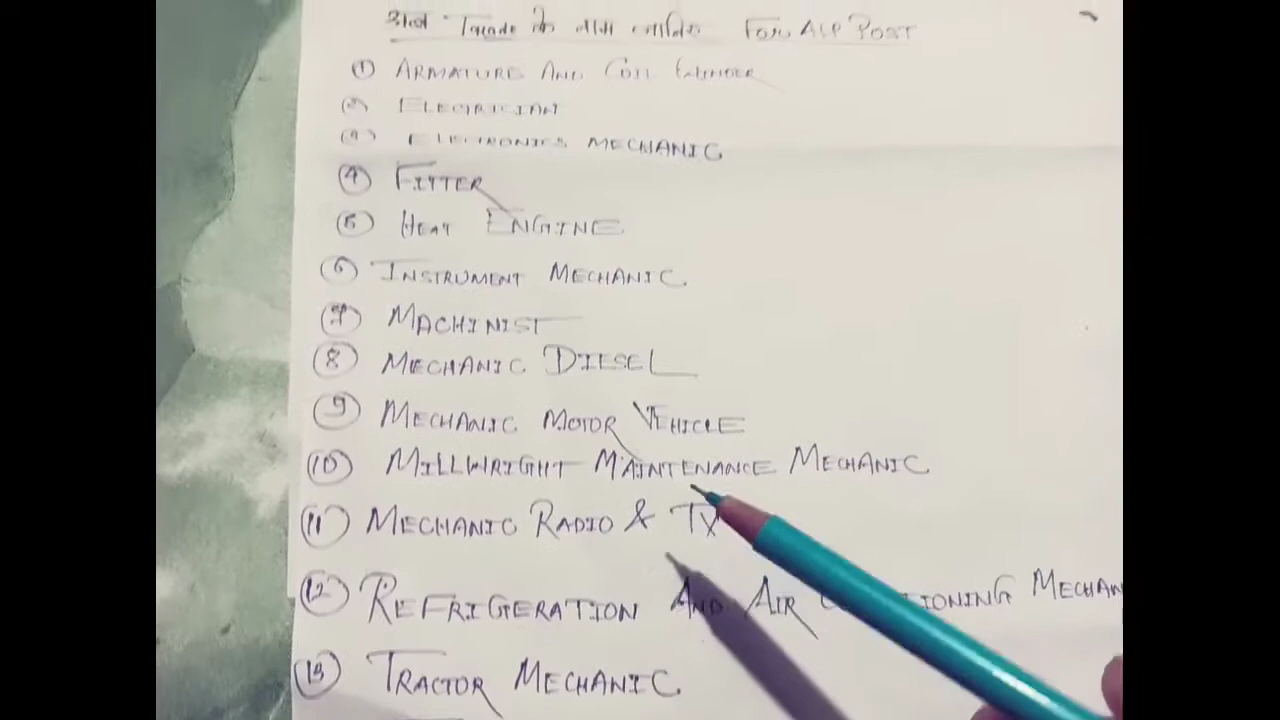 ट्रेड के नाम FOR ALP POST
① ARMATURE AND COIL WINDER
② ELECTRICIAN
③ ELECTRONICS MECHANIC
④ FITTER
⑤ HEAT ENGINE
⑥ INSTRUMENT MECHANIC
⑦ MACHINIST
⑧ MECHANIC DIESEL
⑨ MECHANIC MOTOR VEHICLE
⑩ MILLWRIGHT MAINTENANCE MECHANIC
⑪ MECHANIC RADIO & TV
⑫ REFRIGERATION AND AIR
⑬ TRACTOR MECHANIC